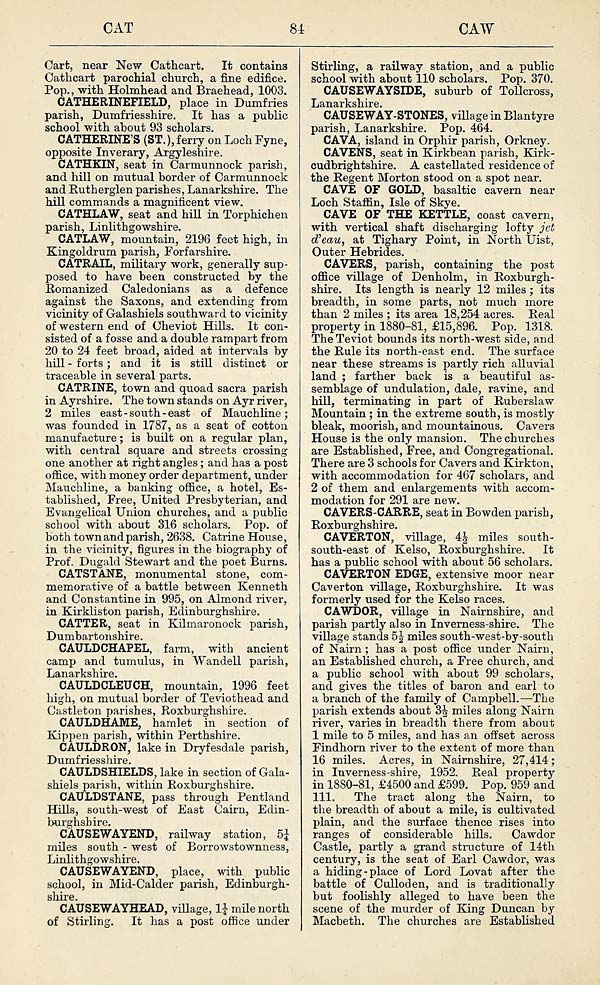 CAT 84 CAW
Cart, near New Cathcart. It contains
Cathcart parochial church, a fine edifice.
Pop., with Holmhead and Braehead, 1003.
CATHERINEFIELD, place in Dumfries
parish, Dumfriesshire. It has a public
school with about 93 scholars.
CATHERINE'S (ST.), ferry on Loch Fyne,
opposite Inverary, Argyleshire.
CATHKIN, seat in Carmunnock parish,
and hill on mutual border of Carmunnock
and Rutherglen parishes, Lanarkshire. The
hill commands a magnificent view.
CATHLAW, seat and hill in Torphichen
parish, Linlithgowshire.
CATLAW, mountain, 2196 feet high, in
Kingoldrum parish, Forfarshire.
CATRAIL, military work, generally sup-
posed to have been constructed by the
Romanized Caledonians as a defence
against the Saxons, and extending from
vicinity of Galashiels southward to vicinity
of western end of Cheviot Hills. It con-
sisted of a fosse and a double rampart from
20 to 24 feet broad, aided at intervals by
hill-forts; and it is still distinct or
traceable in several parts.
CATRINE, town and quoad sacra parish
in Ayrshire. The town stands on Ayr river,
2 miles east-south-east of Mauchline;
was founded in 1787, as a seat of cotton
manufacture; is built on a regular plan,
with central square and streets crossing
one another at right angles; and has a post
office, with money order department, under
Mauchline, a banking office, a hotel, Es-
tablished, Free, United Presbyterian, and
Evangelical Union churches, and a public
school with about 316 scholars. Pop. of
both town and parish, 2638. Catrine House,
in the vicinity, figures in the biography of
Prof. Dugald Stewart and the poet Burns.
CATSTANE, monumental stone, com-
memorative of a battle between Kenneth
and Constantine in 995, on Almond river,
in Kirkliston parish, Edinburghshire.
CATTER, seat in Kilmaronock parish,
Dumbartonshire.
CAULDCHAPEL, farm, with ancient
camp and tumulus, in Wandell parish,
Lanarkshire.
CAULDCLEUCH, mountain, 1996 feet
high, on mutual border of Teviothead and
Castleton parishes, Roxburghshire.
CAULDHAME, hamlet in section of
Kippen parish, within Perthshire.
CAULDRON, lake in Dryfesdale parish,
Dumfriesshire.
CAULDSHIELDS, lake in section of Gala-
shiels parish, within Roxburghshire.
CAULDSTANE, pass through Pentland
Hills, south-west of East Cairn, Edin-
burghshire.
CAUSEWAYEND, railway station, 5¼
miles south-west of Borrowstownness,
Linlithgowshire.
CAUSEWAYEND, place, with public
school, in Mid-Calder parish, Edinburgh-
shire.
CAUSEWAYHEAD, village, 1¼ mile north
of Stirling. It has a post office under
Stirling, a railway station, and a public
school with about 110 scholars. Pop. 370.
CAUSEWAYSIDE, suburb of Tollcross,
Lanarkshire.
CAUSEWAY-STONES, village in Blantyre
parish, Lanarkshire. Pop. 464.
CAVA, island in Orphir parish, Orkney.
CAVENS, seat in Kirkbean parish, Kirk-
cudbrightshire. A castellated residence of
the Regent Morton stood on a spot near.
CAVE OF GOLD, basaltic cavern near
Loch Staffin, Isle of Skye.
CAVE OF THE KETTLE, coast cavern,
with vertical shaft discharging lofty jet
d'eau, at Tighary Point, in North Uist,
Outer Hebrides.
CAVERS, parish, containing the post
office village of Denholm, in Roxburgh-
shire. Its length is nearly 12 miles; its
breadth, in some parts, not much more
than 2 miles; its area 18,254 acres. Real
property in 1880-81, £15,896. Pop. 1318.
The Teviot bounds its north-west side, and
the Rule its north-east end. The surface
near these streams is partly rich alluvial
land; farther back is a beautiful as-
semblage of undulation, dale, ravine, and
hill, terminating in part of Ruberslaw
Mountain; in the extreme south, is mostly
bleak, moorish, and mountainous. Cavers
House is the only mansion. The churches
are Established, Free, and Congregational.
There are 3 schools for Cavers and Kirkton,
with accommodation for 467 scholars, and
2 of them and enlargements with accom-
modation for 291 are new.
CAVERS-CARRE, seat in Bowden parish,
Roxburghshire.
CAVERTON, village, 4½ miles south-
south-east of Kelso, Roxburghshire. It
has a public school with about 56 scholars.
CAVERTON EDGE, extensive moor near
Caverton village, Roxburghshire. It was
formerly used for the Kelso races.
CAWDOR, village in Nairnshire, and
parish partly also in Inverness-shire. The
village stands 5½ miles south-west-by-south
of Nairn; has a post office under Nairn,
an Established church, a Free church, and
a public school with about 99 scholars,
and gives the titles of baron and earl to
a branch of the family of Campbell.—The
parish extends about 3½ miles along Nairn
river, varies in breadth there from about
1 mile to 5 miles, and has an offset across
Findhorn river to the extent of more than
16 miles. Acres, in Nairnshire, 27,414;
in Inverness-shire, 1952. Real property
in 1880-81, £4500 and £599. Pop. 959 and
111. The tract along the Nairn, to
the breadth of about a mile, is cultivated
plain, and the surface thence rises into
ranges of considerable hills. Cawdor
Castle, partly a grand structure of 14th
century, is the seat of Earl Cawdor, was
a hiding-place of Lord Lovat after the
battle of Culloden, and is traditionally
but foolishly alleged to have been the
scene of the murder of King Duncan by
Macbeth. The churches are Established